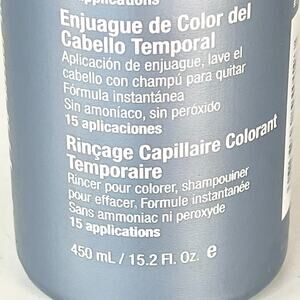 applications
Enjuague de Color del
Cabello Temporal
Aplicación de enjuague, lave el
cabello con champú para quitar
Fórmula instantánea
Sin amoníaco, sin peróxido
15 aplicaciones
Rinçage Capillaire Colorant
Temporaire
Rincer pour colorer, shampouiner
pour effacer, Formule instantanée
Sans ammoniac ni peroxyde
15 applications
450 mL / 15.2 Fl. Oz. e